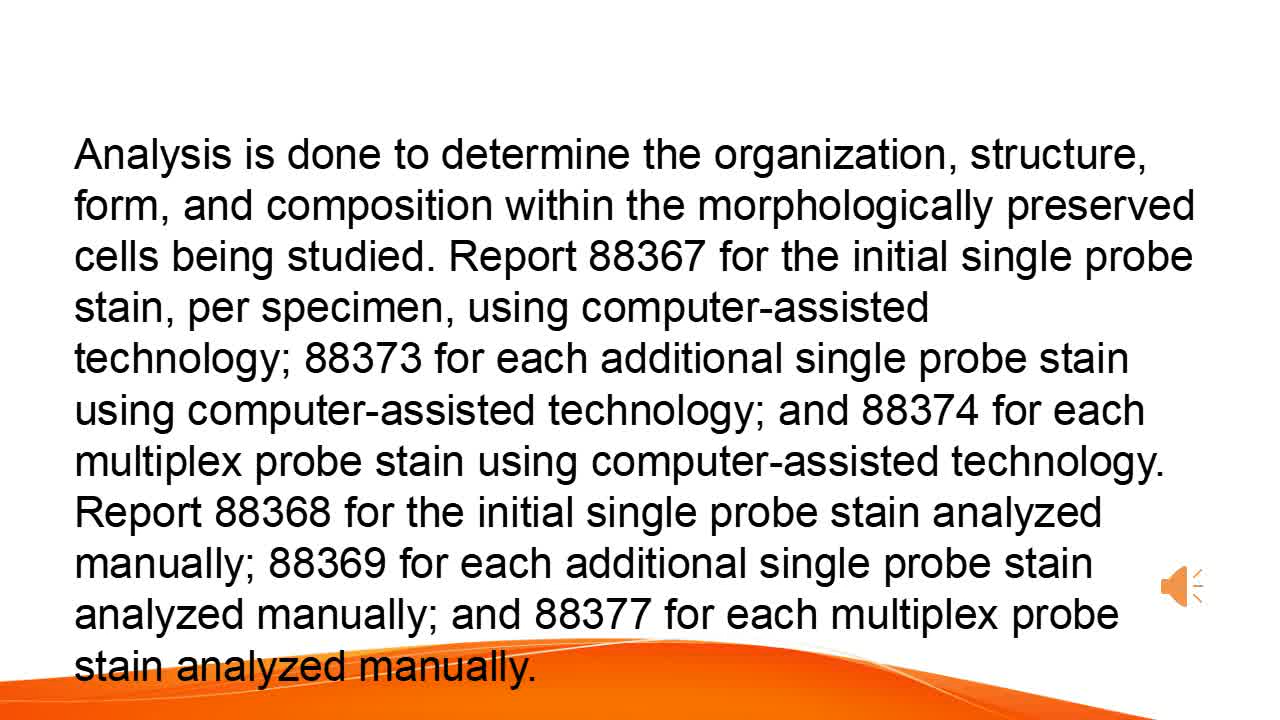 Analysis is done to determine the organization, structure,
form, and composition within the morphologically preserved
cells being studied. Report 88367 for the initial single probe
stain, per specimen, using computer-assisted
technology; 88373 for each additional single probe stain
using computer-assisted technology; and 88374 for each
multiplex probe stain using computer-assisted technology.
Report 88368 for the initial single probe stain analyzed
manually; 88369 for each additional single probe stain
analyzed manually; and 88377 for each multiplex probe
stain analyzed manually.